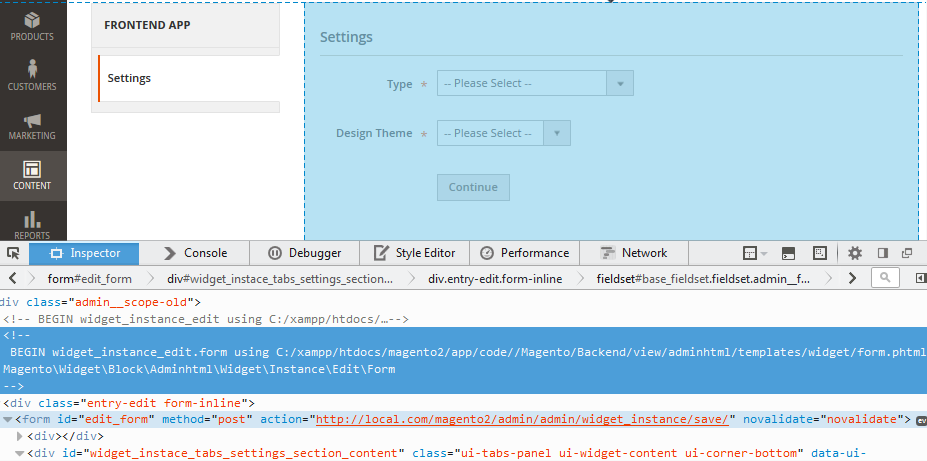 PRODUCTS
CUSTOMERS
MARKETING
CONTENT
REPORTS
FRONTEND APP
Settings
Settings
Type *
-- Please Select --
Design Theme *
-- Please Select --
Continue
Inspector
Console
Debugger
Style Editor
Performance
Network
form#edit_form
div#widget_instace_tabs_settings_section...
div.entry-edit.form-inline
fieldset#base_fieldset.fieldset.admin__f...
div class="admin__scope-old">
<!-- BEGIN widget_instance_edit using C:/xampp/htdocs/…-->
<!--
BEGIN widget_instance_edit.form using C:/xampp/htdocs/magento2/app/code//Magento/Backend/view/adminhtml/templates/widget/form.phtml
Magento\Widget\Block\Adminhtml\Widget\Instance\Edit\Form
-->
<div class="entry-edit form-inline">
<form id="edit_form" method="post" action="http://local.com/magento2/admin/admin/widget_instance/save/" novalidate="novalidate"> ev
<div></div>
<div id="widget_instace_tabs_settings_section_content" class="ui-tabs-panel ui-widget-content ui-corner-bottom" data-ui-